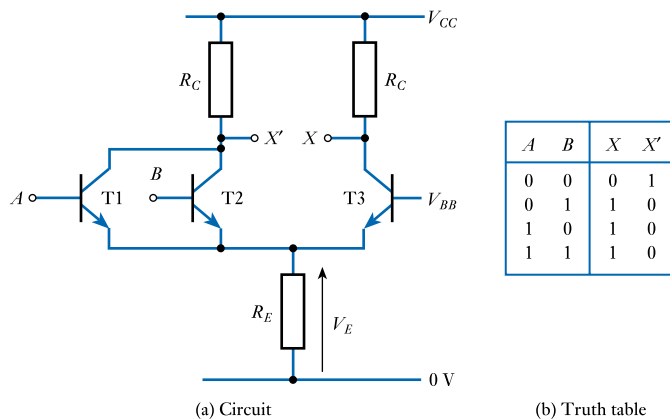 V_CC
R_C R_C
X′ X
A T1 B T2 T3 V_BB
R_E V_E
0 V
(a) Circuit
A B X X′
0 0 0 1
0 1 1 0
1 0 1 0
1 1 1 0
(b) Truth table